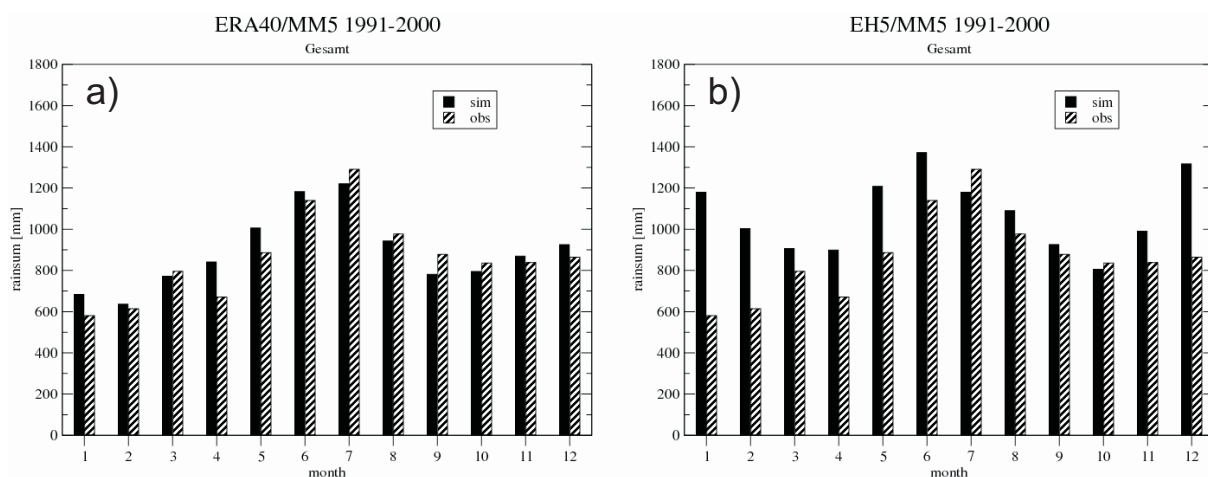 ERA40/MM5 1991-2000
Gesamt
a)
sim
obs
rainsum [mm]
1800
1600
1400
1200
1000
800
600
400
200
0
1 2 3 4 5 6 7 8 9 10 11 12
month
EH5/MM5 1991-2000
Gesamt
b)
sim
obs
rainsum [mm]
1800
1600
1400
1200
1000
800
600
400
200
0
1 2 3 4 5 6 7 8 9 10 11 12
month